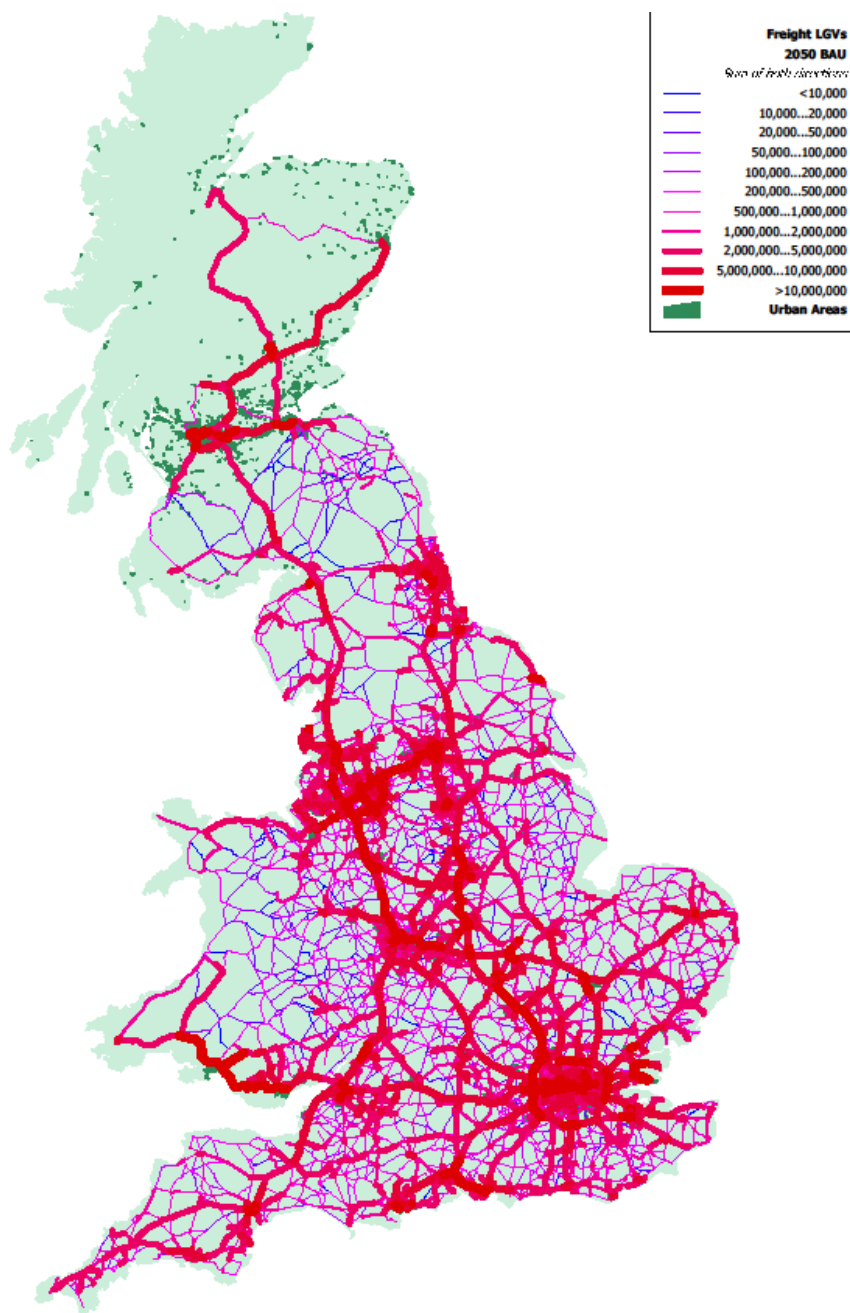 Freight LGVs
2050 BAU
Sum of both directions
<10,000
10,000...20,000
20,000...50,000
50,000...100,000
100,000...200,000
200,000...500,000
500,000...1,000,000
1,000,000...2,000,000
2,000,000...5,000,000
5,000,000...10,000,000
>10,000,000
Urban Areas